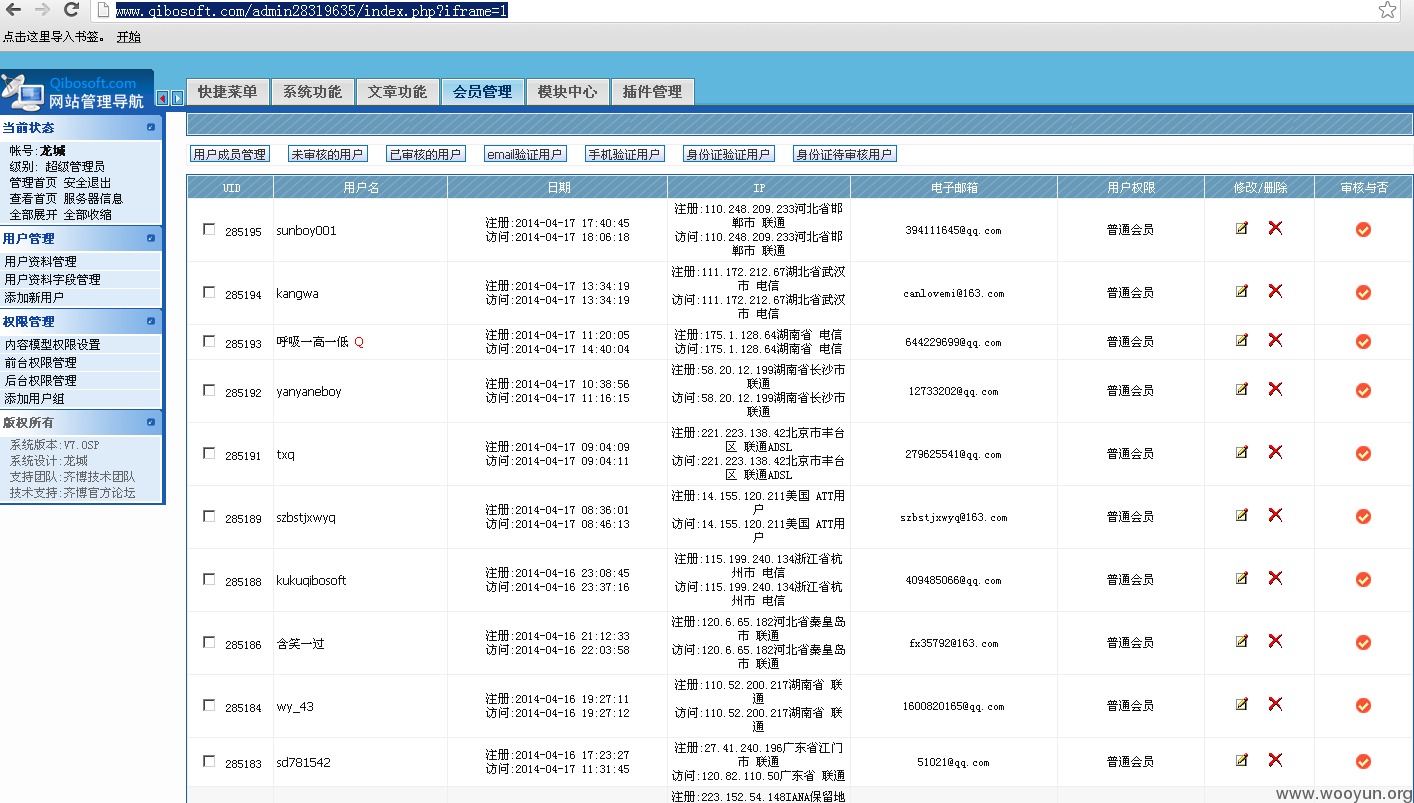 www.qibosoft.com/admin28319635/index.php?iframe=1
点击这里导入书签。 开始
Qibosoft.com
网站管理导航
快捷菜单 系统功能 文章功能 会员管理 模块中心 插件管理
当前状态
帐号:龙城
级别: 超级管理员
管理首页 安全退出
查看首页 服务器信息
全部展开 全部收缩
用户管理
用户资料管理
用户资料字段管理
添加新用户
权限管理
内容模型权限设置
前台权限管理
后台权限管理
添加用户组
版权所有
系统版本:V7.0SP
系统设计:龙城
支持团队:齐博技术团队
技术支持:齐博官方论坛
用户成员管理 未审核的用户 已审核的用户 email验证用户 手机验证用户 身份证验证用户 身份证待审核用户
UID 用户名 日期 IP 电子邮箱 用户权限 修改/删除 审核与否
285195 sunboy001
注册:2014-04-17 17:40:45
访问:2014-04-17 18:06:18
注册:110.248.209.233河北省邯
郸市 联通
访问:110.248.209.233河北省邯
郸市 联通
394111645@qq.com 普通会员
285194 kangwa
注册:2014-04-17 13:34:19
访问:2014-04-17 13:34:19
注册:111.172.212.67湖北省武汉
市 电信
访问:111.172.212.67湖北省武汉
市 电信
canlovemi@163.com 普通会员
285193 呼吸一高一低 Q
注册:2014-04-17 11:20:05
访问:2014-04-17 14:40:04
注册:175.1.128.64湖南省 电信
访问:175.1.128.64湖南省 电信
644229699@qq.com 普通会员
285192 yanyaneboy
注册:2014-04-17 10:38:56
访问:2014-04-17 11:16:15
注册:58.20.12.199湖南省长沙市
联通
访问:58.20.12.199湖南省长沙市
联通
127333202@qq.com 普通会员
285191 txq
注册:2014-04-17 09:04:09
访问:2014-04-17 09:04:11
注册:221.223.138.42北京市丰台
区 联通ADSL
访问:221.223.138.42北京市丰台
区 联通ADSL
279625541@qq.com 普通会员
285189 szbstjxwyq
注册:2014-04-17 08:36:01
访问:2014-04-17 08:46:13
注册:14.155.120.211美国 ATT用
户
访问:14.155.120.211美国 ATT用
户
szbstjxwyq@163.com 普通会员
285188 kukuqibosoft
注册:2014-04-16 23:08:45
访问:2014-04-16 23:37:16
注册:115.199.240.134浙江省杭
州市 电信
访问:115.199.240.134浙江省杭
州市 电信
409485066@qq.com 普通会员
285186 含笑一过
注册:2014-04-16 21:12:33
访问:2014-04-16 22:03:58
注册:120.6.65.182河北省秦皇岛
市 联通
访问:120.6.65.182河北省秦皇岛
市 联通
fx35792@163.com 普通会员
285184 wy_43
注册:2014-04-16 19:27:11
访问:2014-04-16 19:27:12
注册:110.52.200.217湖南省 联
通
访问:110.52.200.217湖南省 联
通
1600820165@qq.com 普通会员
285183 sd781542
注册:2014-04-16 17:23:27
访问:2014-04-17 11:31:45
注册:27.41.240.196广东省江门
市 联通
访问:120.82.110.50广东省 联通
51021@qq.com 普通会员
注册:223.152.54.148IANA保留地
www.wooyun.org